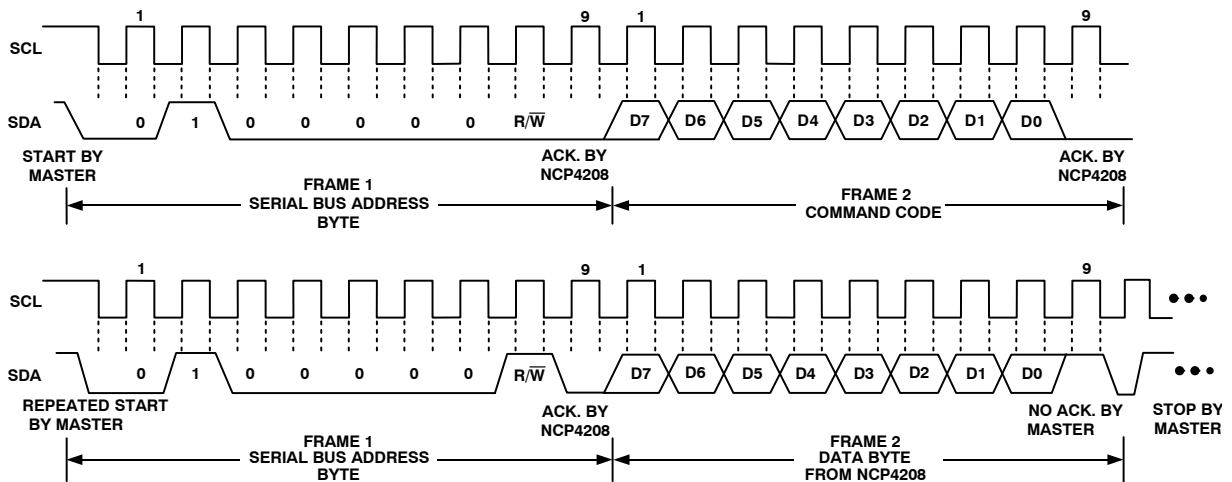 1 9 1 9
SCL
SDA
0 1 0 0 0 0 0 R/W̅ D7 D6 D5 D4 D3 D2 D1 D0
START BY
MASTER
ACK. BY
NCP4208
ACK. BY
NCP4208
FRAME 1
SERIAL BUS ADDRESS
BYTE
FRAME 2
COMMAND CODE
1 9 1 9
SCL
SDA
0 1 0 0 0 0 0 R/W̅ D7 D6 D5 D4 D3 D2 D1 D0
REPEATED START
BY MASTER
ACK. BY
NCP4208
NO ACK. BY
MASTER
STOP BY
MASTER
FRAME 1
SERIAL BUS ADDRESS
BYTE
FRAME 2
DATA BYTE
FROM NCP4208